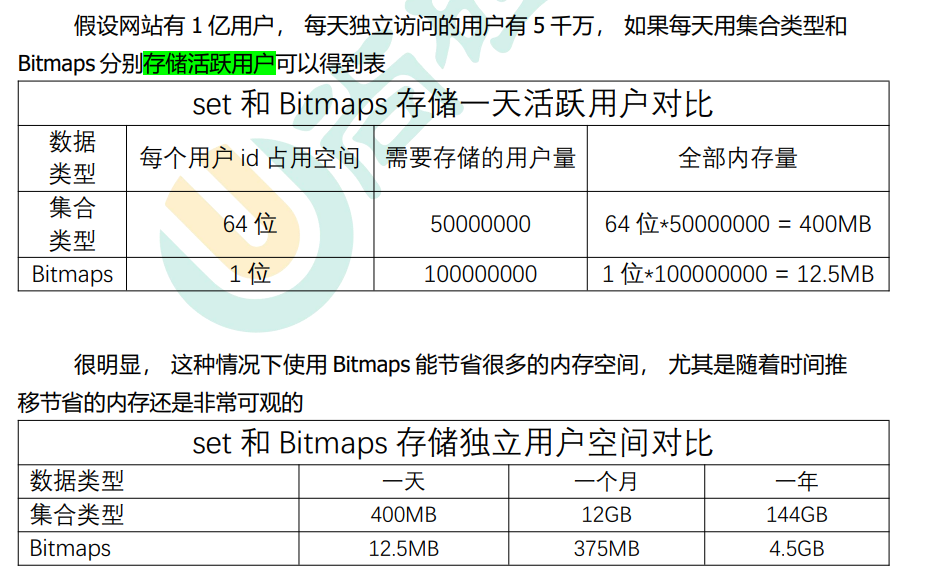 假设网站有 1 亿用户， 每天独立访问的用户有 5 千万， 如果每天用集合类型和
Bitmaps 分别存储活跃用户可以得到表
set 和 Bitmaps 存储一天活跃用户对比
数据类型 每个用户 id 占用空间 需要存储的用户量 全部内存量
集合类型 64 位 50000000 64 位*50000000 = 400MB
Bitmaps 1 位 100000000 1 位*100000000 = 12.5MB
很明显， 这种情况下使用 Bitmaps 能节省很多的内存空间， 尤其是随着时间推
移节省的内存还是非常可观的
set 和 Bitmaps 存储独立用户空间对比
数据类型 一天 一个月 一年
集合类型 400MB 12GB 144GB
Bitmaps 12.5MB 375MB 4.5GB